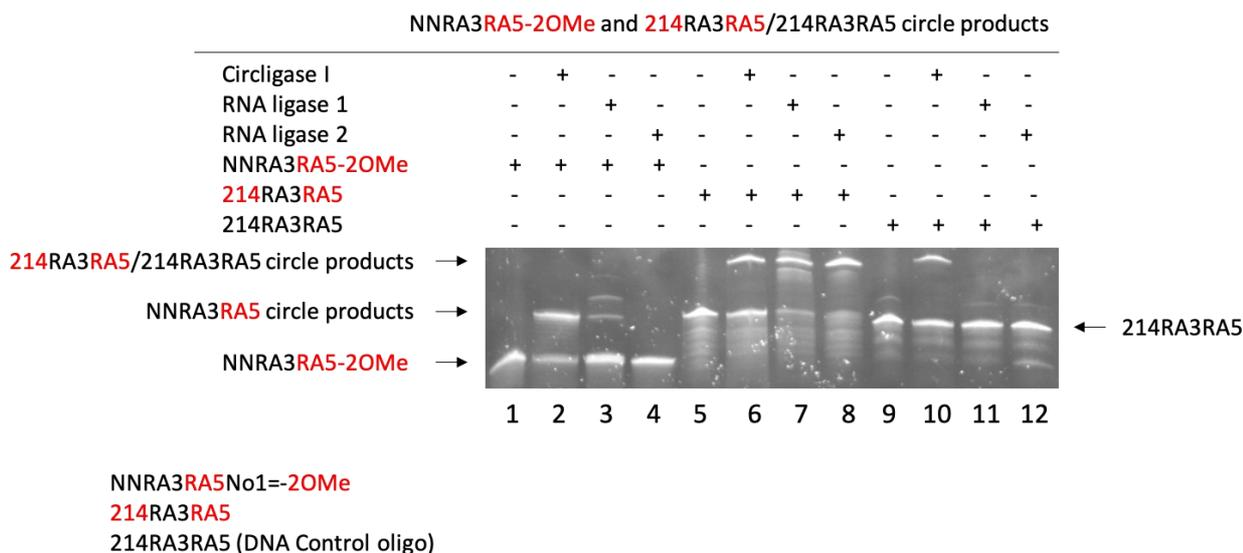 NNRA3RA5-2OMe and 214RA3RA5/214RA3RA5 circle products
Circligase I - + - - - + - - - + - -
RNA ligase 1 - - + - - - + - - - + -
RNA ligase 2 - - - + - - - + - - - +
NNRA3RA5-2OMe + + + + - - - - - - - -
214RA3RA5 - - - - + + + + - - - -
214RA3RA5 - - - - - - - - + + + +
214RA3RA5/214RA3RA5 circle products
NNRA3RA5 circle products
214RA3RA5
NNRA3RA5-2OMe
1 2 3 4 5 6 7 8 9 10 11 12
NNRA3RA5No1=-2OMe
214RA3RA5
214RA3RA5 (DNA Control oligo)